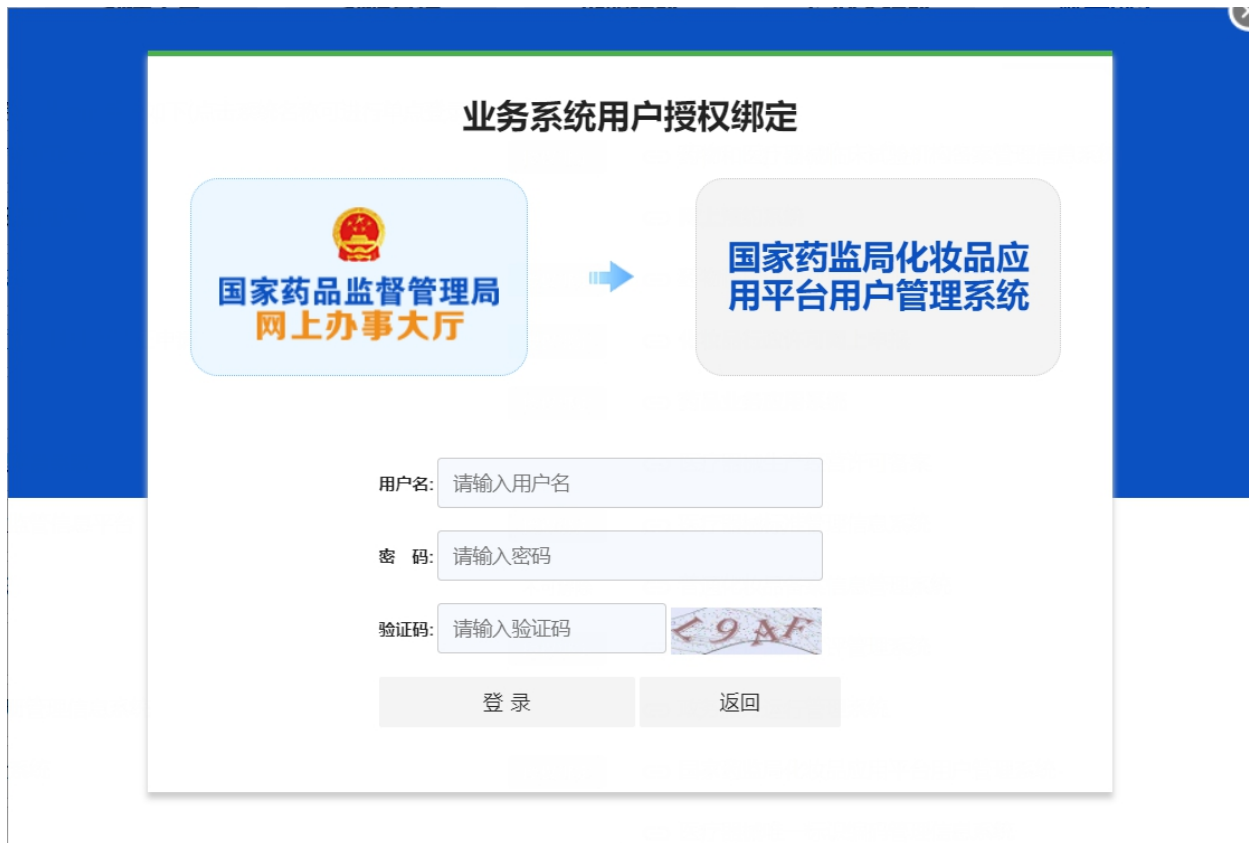 业务系统用户授权绑定
国家药品监督管理局
网上办事大厅
国家药监局化妆品应
用平台用户管理系统
用户名: 请输入用户名
密 码: 请输入密码
验证码: 请输入验证码
登 录 返回